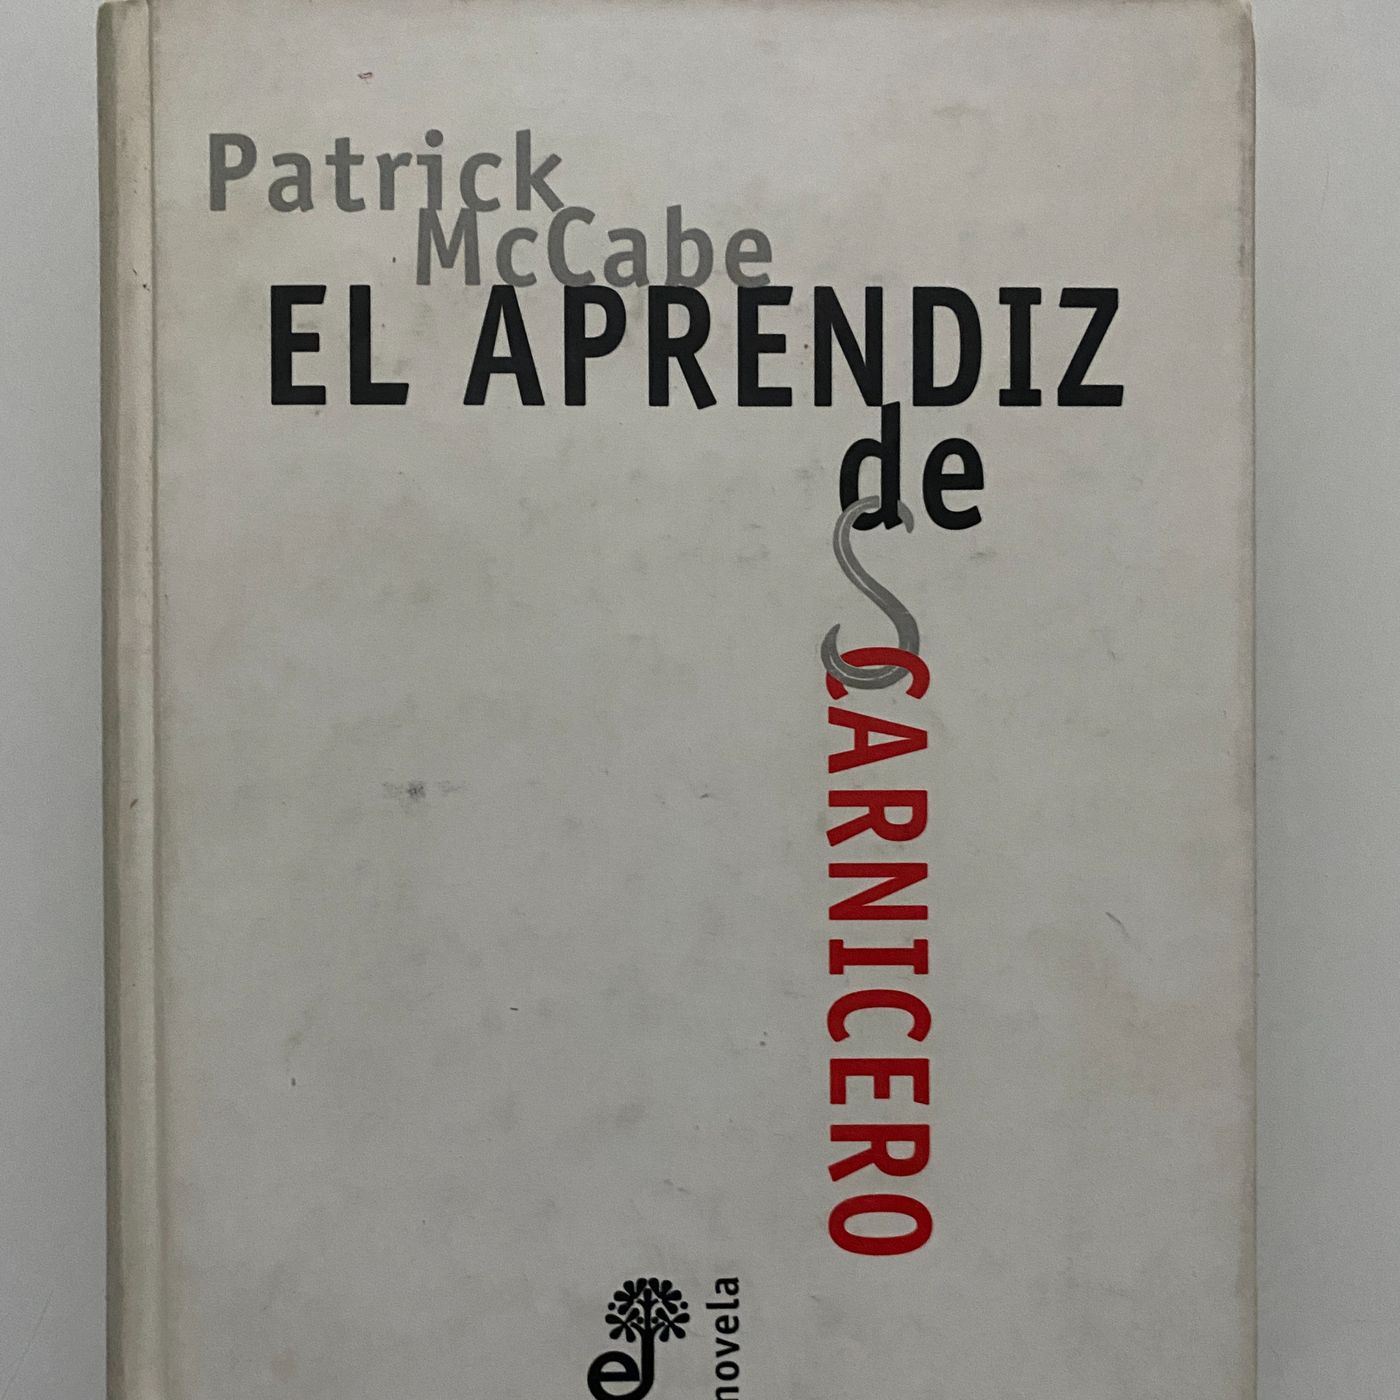 Patrick
McCabe
EL APRENDIZ
de
CARNICERO
e
novela